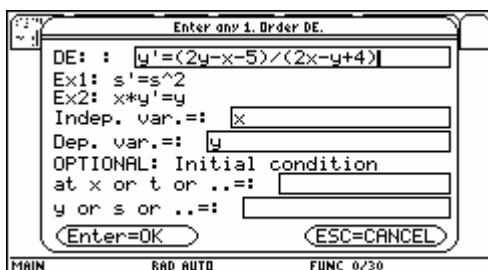 Enter any 1. Order DE.
DE: : y'=(2y-x-5)/(2x-y+4)
Ex1: s'=s^2
Ex2: x*y'=y
Indep. var.=: x
Dep. var.=: y
OPTIONAL: Initial condition
at x or t or ..=:
y or s or ..=:
Enter=OK ESC=CANCEL
MAIN RAD AUTO FUNC 0/30